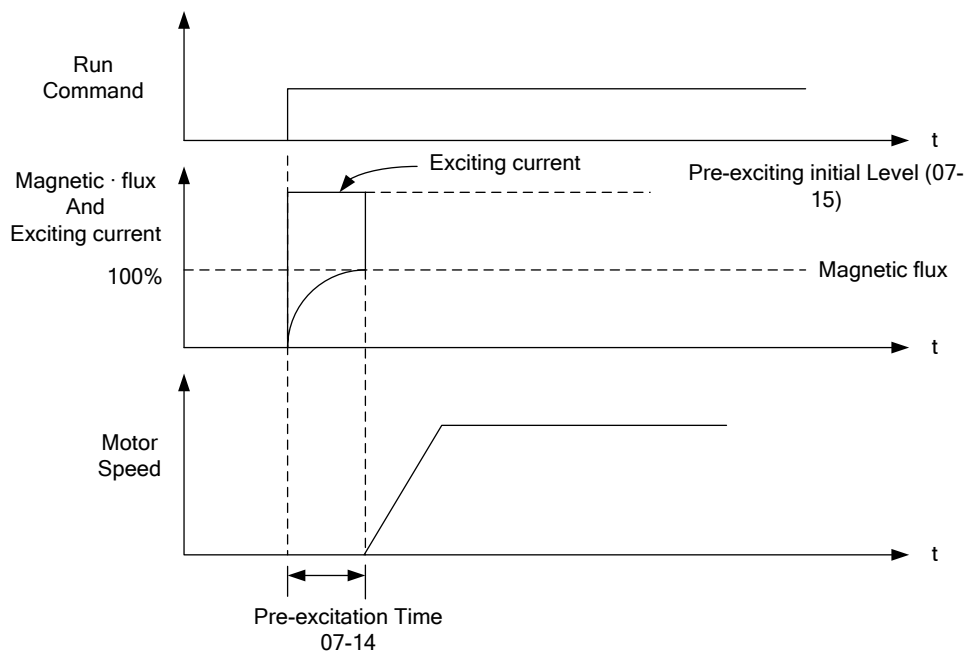 Run
Command
t
Exciting current
Pre-exciting initial Level (07-
15)
Magnetic · flux
And
Exciting current
100%
Magnetic flux
t
Motor
Speed
t
Pre-excitation Time
07-14